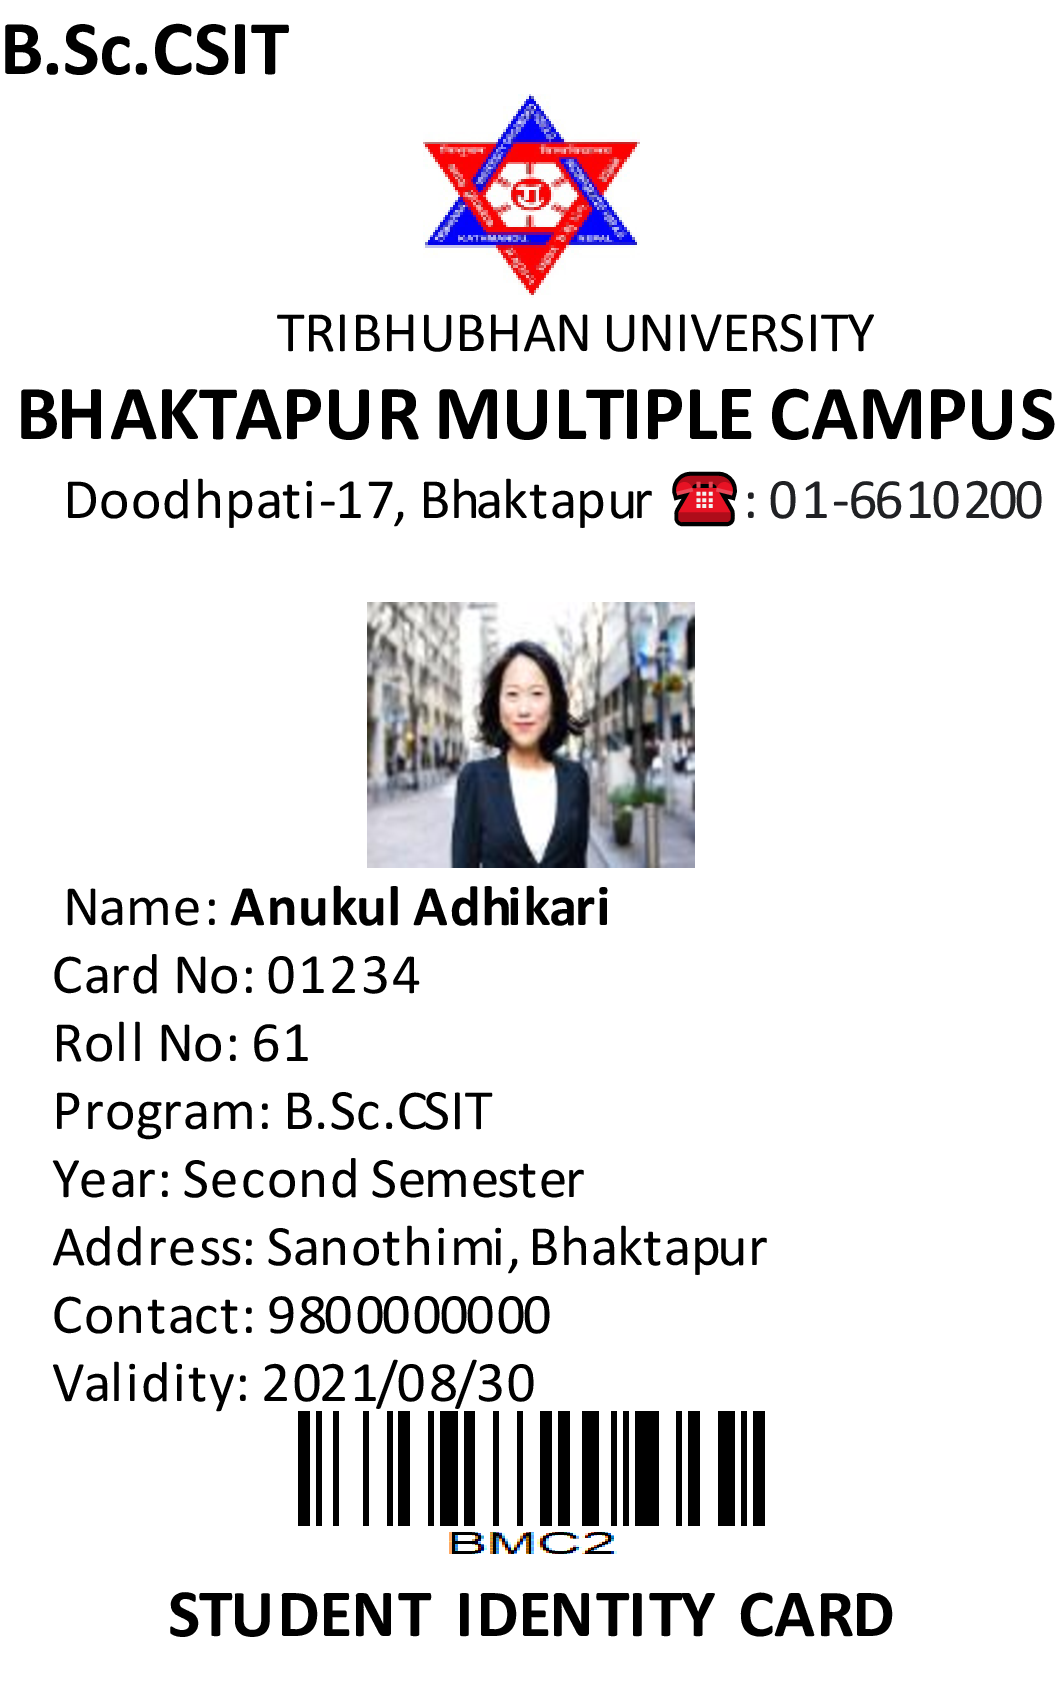 B.Sc.CSIT
KATHMANDU, NEPAL
TRIBHUBHAN UNIVERSITY
BHAKTAPUR MULTIPLE CAMPUS
Doodhpati-17, Bhaktapur ☎: 01-6610200
Name: Anukul Adhikari
Card No: 01234
Roll No: 61
Program: B.Sc.CSIT
Year: Second Semester
Address: Sanothimi, Bhaktapur
Contact: 9800000000
Validity: 2021/08/30
BMC2
STUDENT IDENTITY CARD